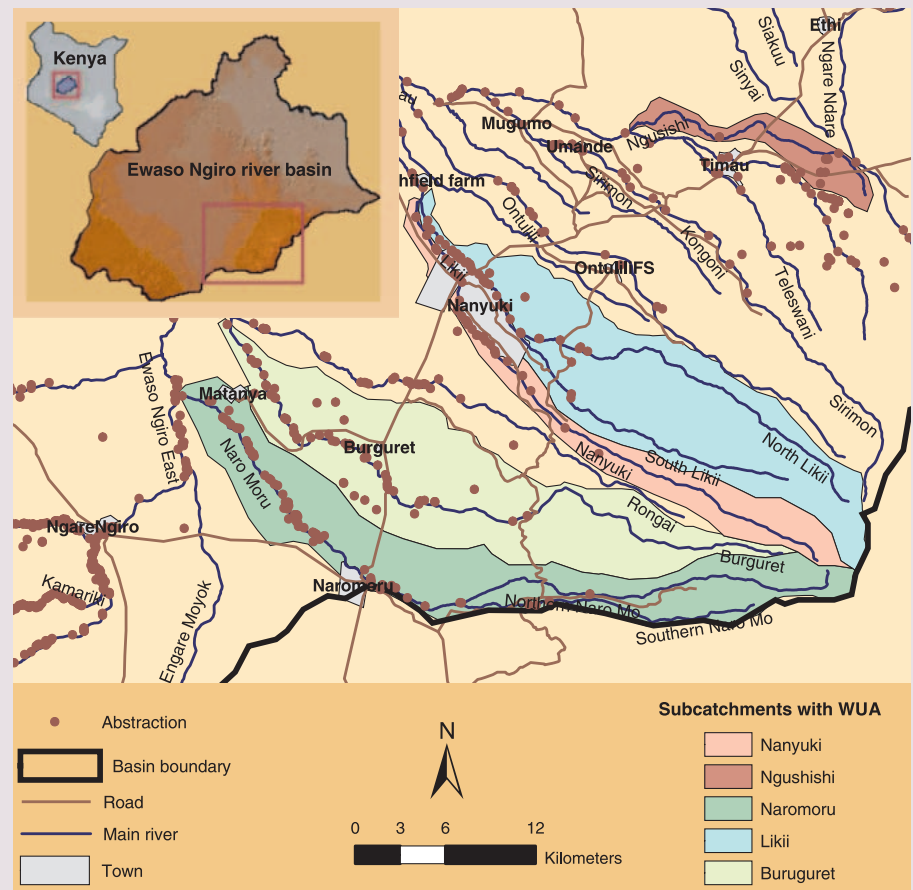 Kenya
Ewaso Ngiro river basin
Ethi
Siakuu
Sinyai
Ngare Ndare
Mugumo
Ngusishi
Umande
Timau
hfield farm
Sirimon
Ontulili
Kongoni
OntuliliFS
Teleswani
Likii
Nanyuki
Sirimon
Ewaso Ngiro East
Matanya
Naro Moru
Burguret
Nanyuki
South Likii
North Likii
Rongai
NgareNgiro
Burguret
Kamariki
Naromoru
Engare Moyok
Northern Naro Mo
Southern Naro Mo
Abstraction
Basin boundary
Road
Main river
Town
N
0 3 6 12
Kilometers
Subcatchments with WUA
Nanyuki
Ngushishi
Naromoru
Likii
Buruguret